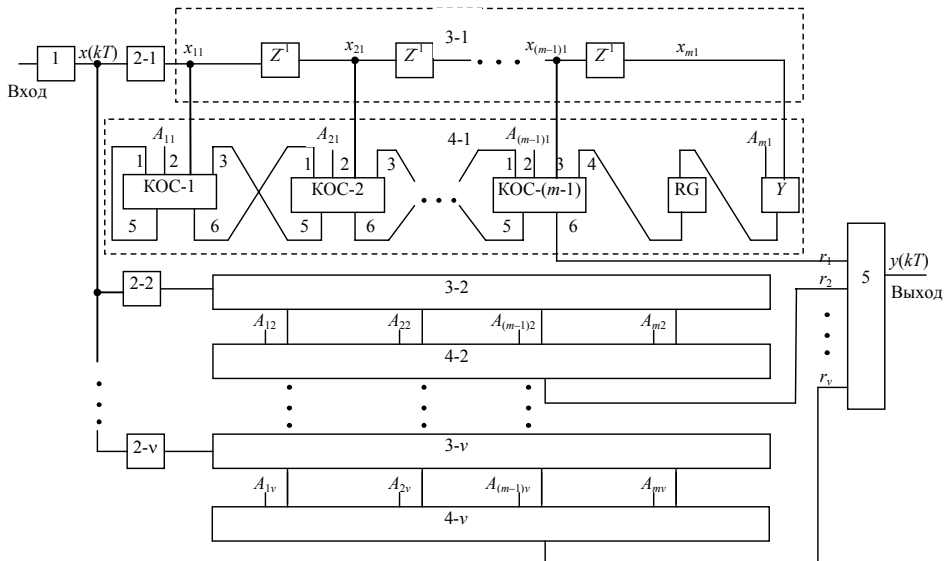 1 x(kT) 2-1 x₁₁ Z¹ x₂₁ Z¹ 3-1 x₍ₘ₋₁₎₁ Z¹ xₘ₁
Вход
A₁₁ A₂₁ 4-1 A₍ₘ₋₁₎₁ Aₘ₁
1 2 3 1 2 3 1 2 3 4
КОС-1 КОС-2 КОС-(m-1) RG Y
5 6 5 6 5 6
r₁ 5 y(kT)
2-2 3-2 r₂ Выход
A₁₂ A₂₂ A₍ₘ₋₁₎₂ Aₘ₂
4-2
rᵥ
2-ν 3-v
A₁ᵥ A₂ᵥ A₍ₘ₋₁₎ᵥ Aₘᵥ
4-v